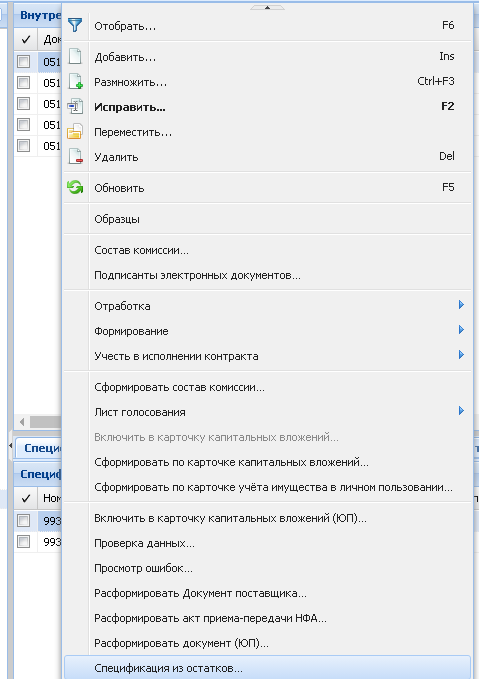 Внутре
Отобрать... F6
✓ Док
Добавить... Ins
051
Размножить... Ctrl+F3
051
Исправить... F2
051
Переместить...
051
Удалить Del
051
Обновить F5
Образцы
Состав комиссии...
Подписанты электронных документов...
Отработка
Формирование
Учесть в исполнении контракта
Сформировать состав комиссии...
Лист голосования
Включить в карточку капитальных вложений...
Специ
Сформировать по карточке капитальных вложений...
Специф
Сформировать по карточке учёта имущества в личном пользовании...
✓ Ном
Включить в карточку капитальных вложений (ЮП)...
993
Проверка данных...
993
Просмотр ошибок...
Расформировать Документ поставщика...
Расформировать акт приема-передачи НФА...
Расформировать документ (ЮП)...
Спецификация из остатков...